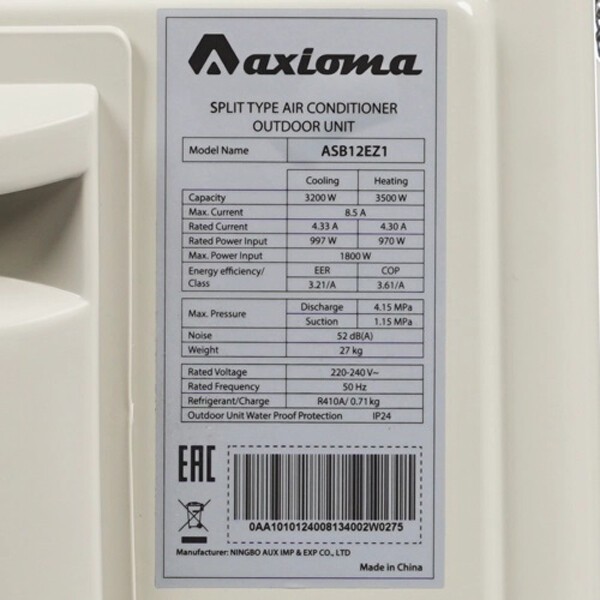 axioma
SPLIT TYPE AIR CONDITIONER
OUTDOOR UNIT
Model Name ASB12EZ1
Cooling Heating
Capacity 3200 W 3500 W
Max. Current 8.5 A
Rated Current 4.33 A 4.30 A
Rated Power Input 997 W 970 W
Max. Power Input 1800 W
Energy efficiency/ EER COP
Class 3.21/A 3.61/A
Max. Pressure Discharge 4.15 MPa
Suction 1.15 MPa
Noise 52 dB(A)
Weight 27 kg
Rated Voltage 220-240 V~
Rated Frequency 50 Hz
Refrigerant/Charge R410A/ 0.71kg
Outdoor Unit Water Proof Protection IP24
EAC
0AA1010124008134002W0275
Manufacturer: NINGBO AUX IMP & EXP CO., LTD
Made in China